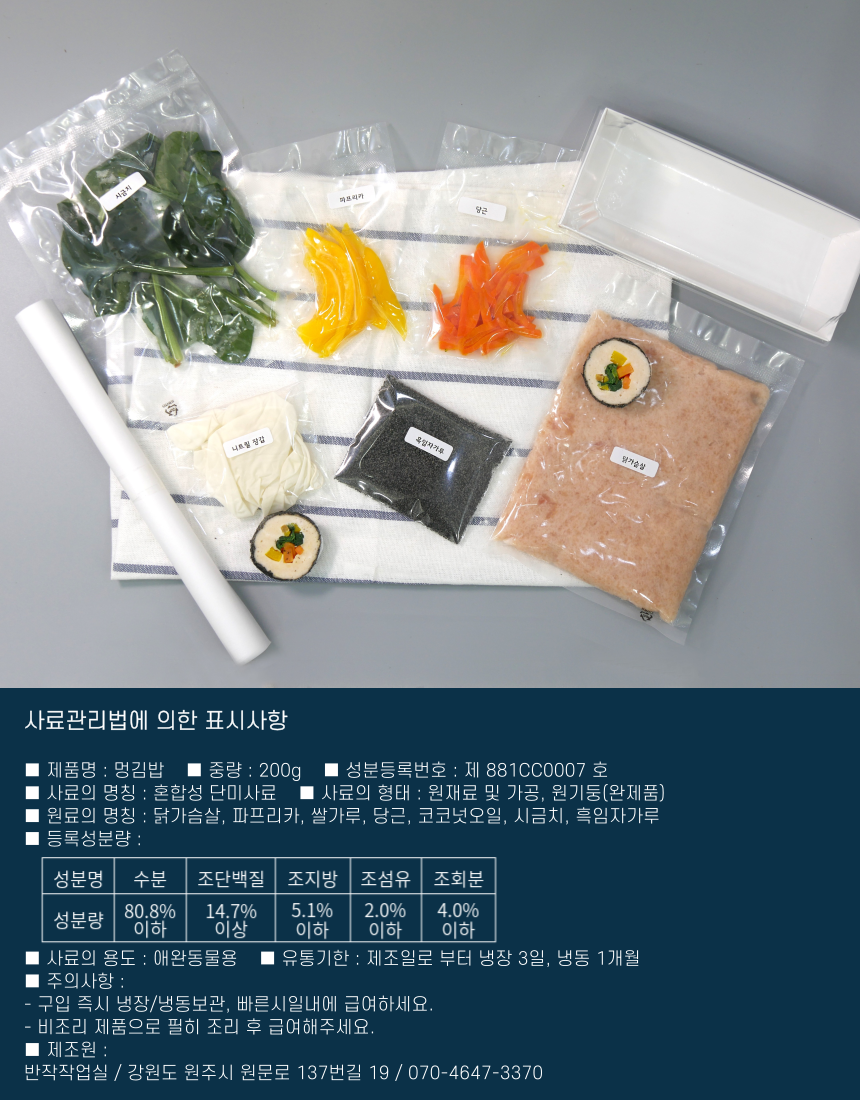 시금치
파프리카
당근
니트릴 장갑
흑임자가루
닭가슴살
사료관리법에 의한 표시사항
■ 제품명 : 멍김밥 ■ 중량 : 200g ■ 성분등록번호 : 제 881CC0007 호
■ 사료의 명칭 : 혼합성 단미사료 ■ 사료의 형태 : 원재료 및 가공, 원기둥(완제품)
■ 원료의 명칭 : 닭가슴살, 파프리카, 쌀가루, 당근, 코코넛오일, 시금치, 흑임자가루
■ 등록성분량 :
성분명 수분 조단백질 조지방 조섬유 조회분
성분량 80.8% 이하 14.7% 이상 5.1% 이하 2.0% 이하 4.0% 이하
■ 사료의 용도 : 애완동물용 ■ 유통기한 : 제조일로 부터 냉장 3일, 냉동 1개월
■ 주의사항 :
- 구입 즉시 냉장/냉동보관, 빠른시일내에 급여하세요.
- 비조리 제품으로 필히 조리 후 급여해주세요.
■ 제조원 :
반작작업실 / 강원도 원주시 원문로 137번길 19 / 070-4647-3370